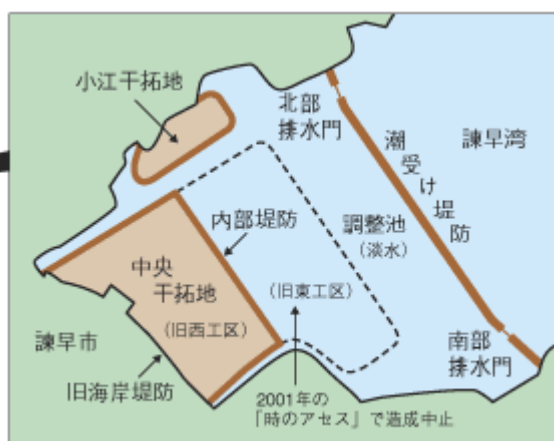 小江干拓地
北部
排水門
諫早湾
潮受け堤防
内部堤防
調整池
(淡水)
中央
干拓地
(旧西工区)
(旧東工区)
諫早市
旧海岸堤防
南部
排水門
2001年の
「時のアセス」で造成中止